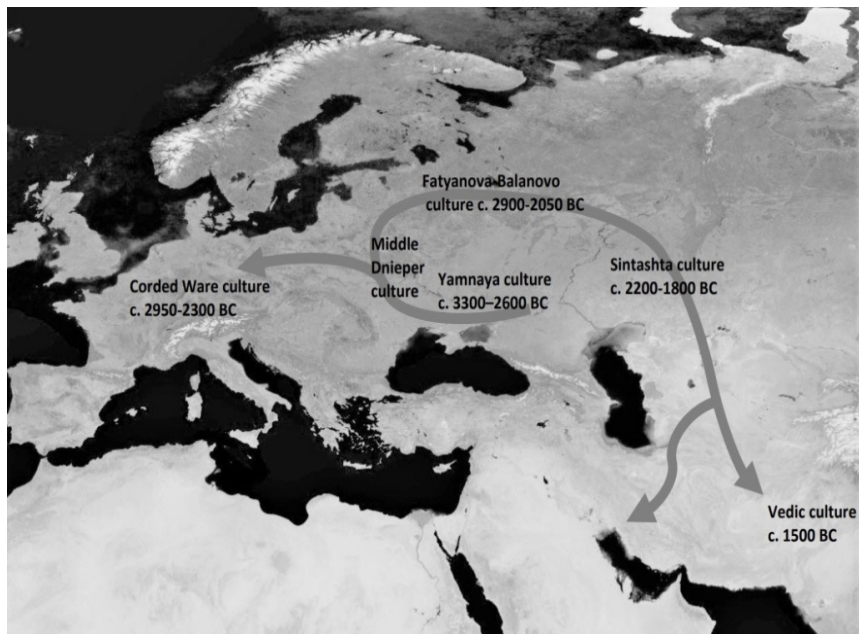 Fatyanova-Balanovo
culture c. 2900-2050 BC
Middle
Dnieper
culture
Yamnaya culture
c. 3300–2600 BC
Sintashta culture
c. 2200-1800 BC
Corded Ware culture
c. 2950-2300 BC
Vedic culture
c. 1500 BC